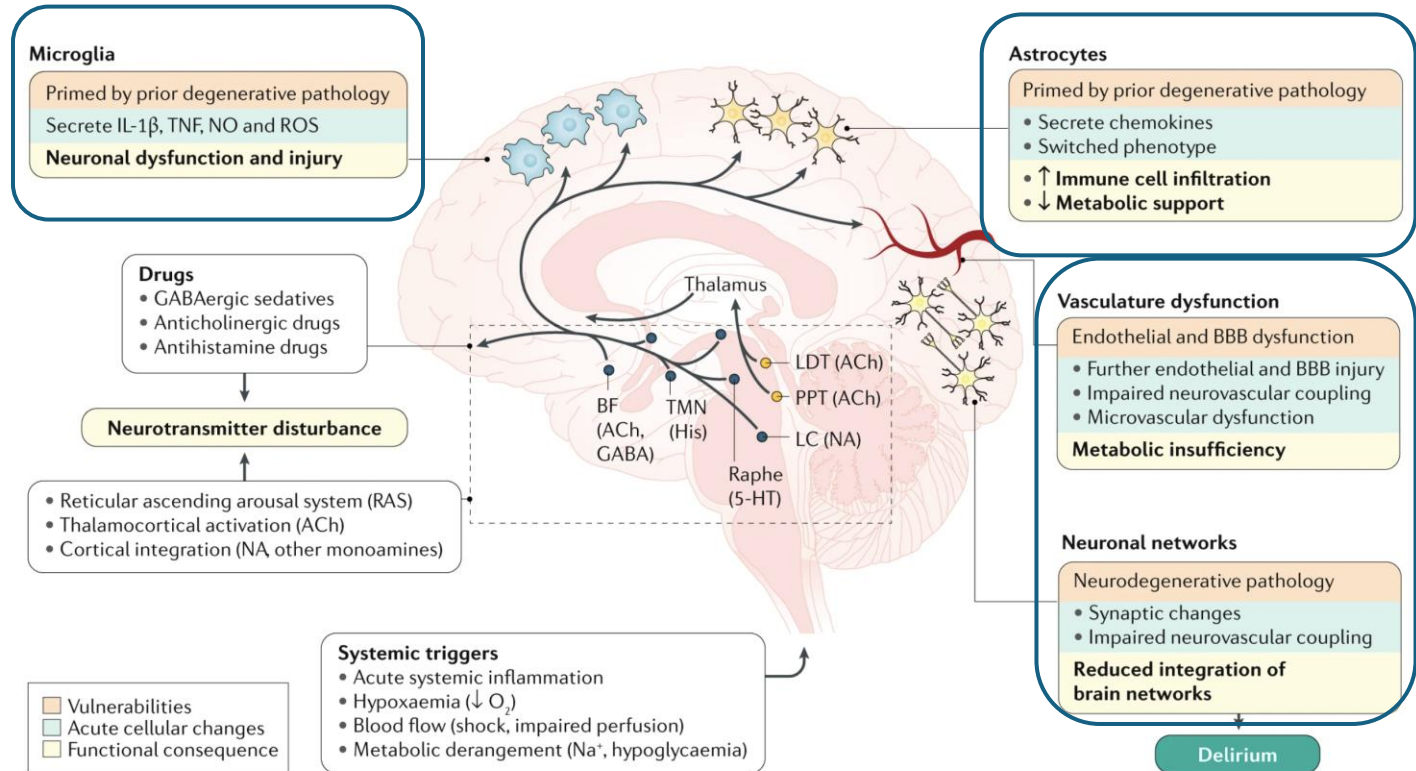 Microglia
Primed by prior degenerative pathology
Secrete IL-1β, TNF, NO and ROS
Neuronal dysfunction and injury
Astrocytes
Primed by prior degenerative pathology
• Secrete chemokines
• Switched phenotype
• ↑ Immune cell infiltration
• ↓ Metabolic support
Drugs
• GABAergic sedatives
• Anticholinergic drugs
• Antihistamine drugs
Neurotransmitter disturbance
• Reticular ascending arousal system (RAS)
• Thalamocortical activation (ACh)
• Cortical integration (NA, other monoamines)
Thalamus
LDT (ACh)
PPT (ACh)
LC (NA)
BF
(ACh,
GABA)
TMN
(His)
Raphe
(5-HT)
Vasculature dysfunction
Endothelial and BBB dysfunction
• Further endothelial and BBB injury
• Impaired neurovascular coupling
• Microvascular dysfunction
Metabolic insufficiency
Neuronal networks
Neurodegenerative pathology
• Synaptic changes
• Impaired neurovascular coupling
Reduced integration of
brain networks
Delirium
Systemic triggers
• Acute systemic inflammation
• Hypoxaemia (↓ O₂)
• Blood flow (shock, impaired perfusion)
• Metabolic derangement (Na⁺, hypoglycaemia)
Vulnerabilities
Acute cellular changes
Functional consequence